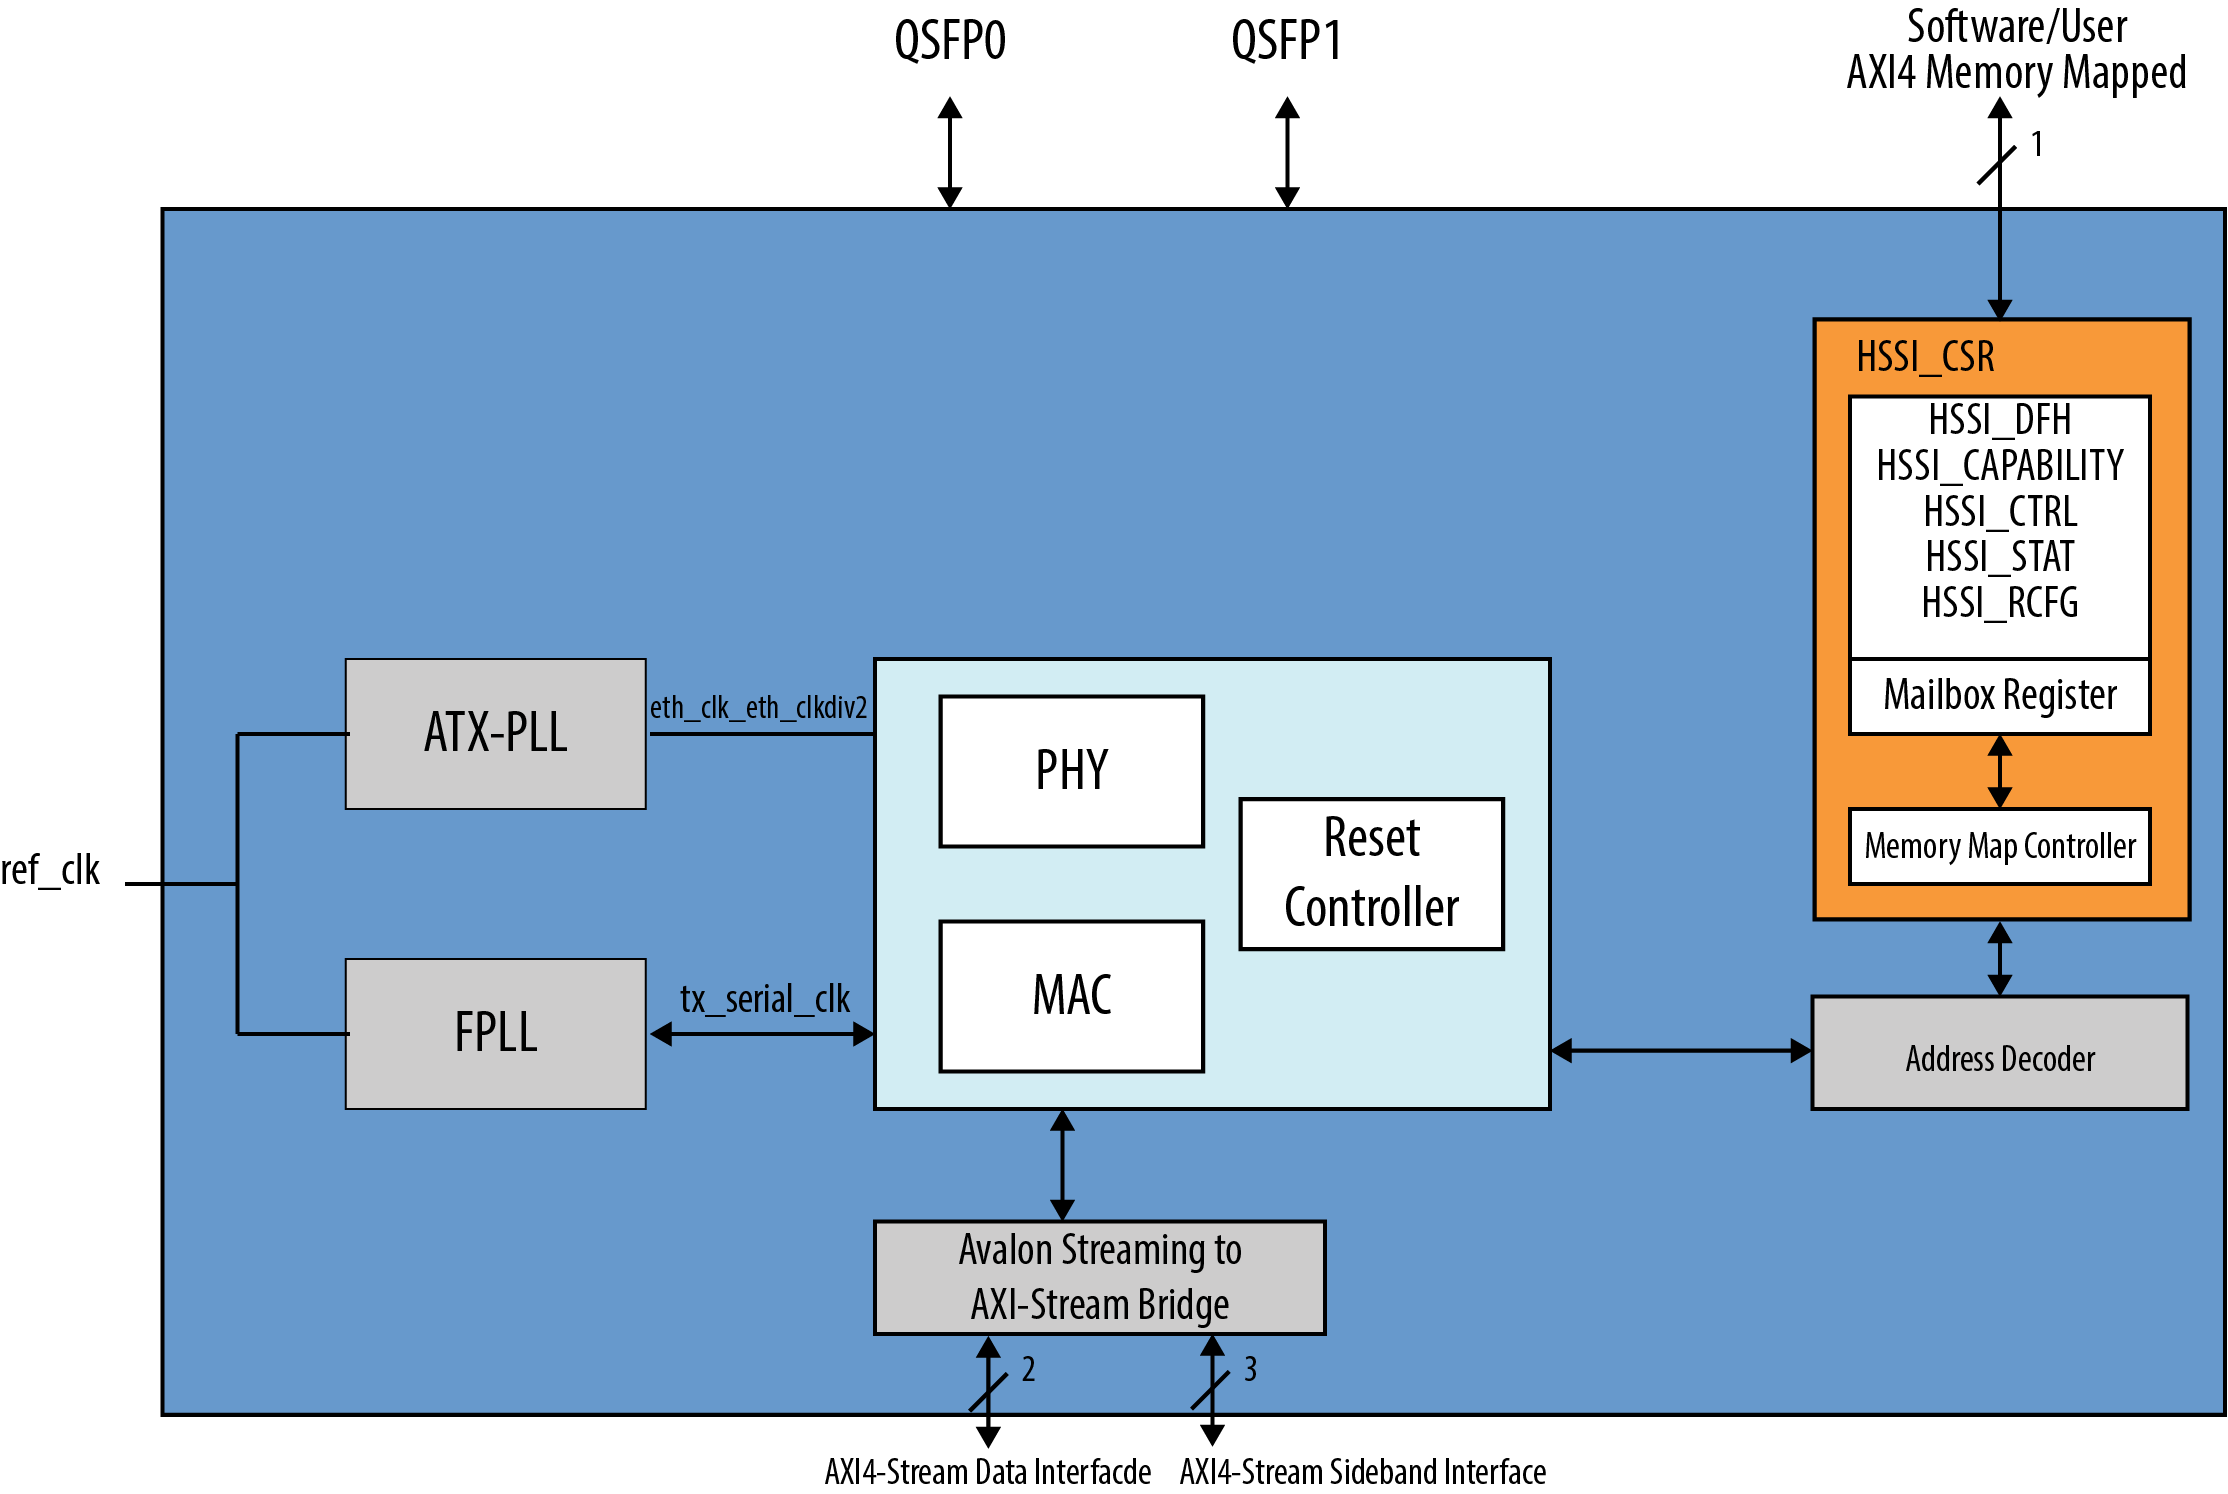 QSFP0
QSFP1
Software/User
AXI4 Memory Mapped
1
HSSI_CSR
HSSI_DFH
HSSI_CAPABILITY
HSSI_CTRL
HSSI_STAT
HSSI_RCFG
Mailbox Register
Memory Map Controller
ATX-PLL
eth_clk_eth_clkdiv2
PHY
Reset
Controller
ref_clk
FPLL
tx_serial_clk
MAC
Address Decoder
Avalon Streaming to
AXI-Stream Bridge
2
3
AXI4-Stream Data Interfacde
AXI4-Stream Sideband Interface